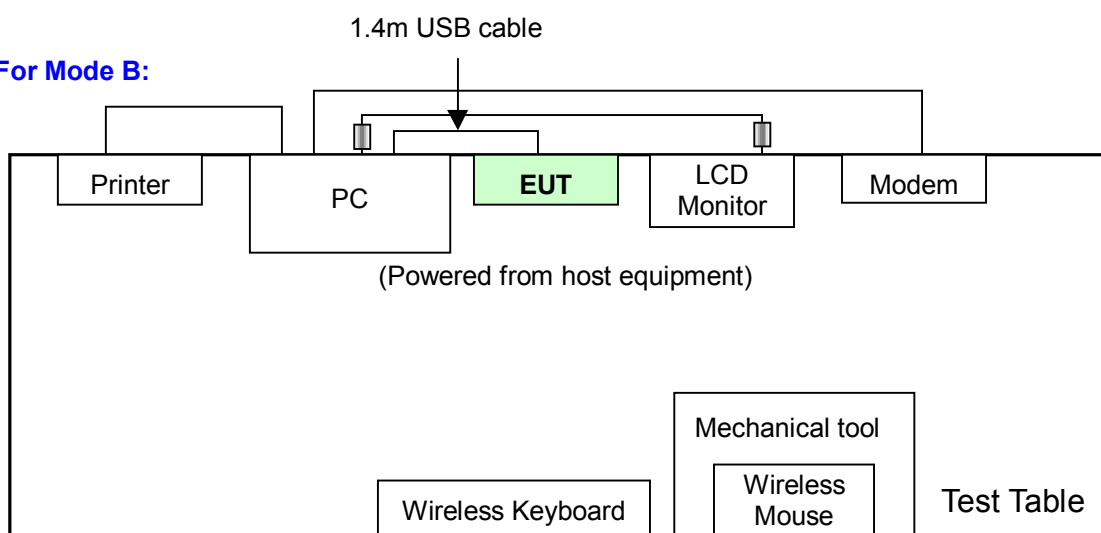 1.4m USB cable
For Mode B:
Printer
PC
EUT
LCD
Monitor
Modem
(Powered from host equipment)
Mechanical tool
Wireless
Mouse
Wireless Keyboard
Test Table